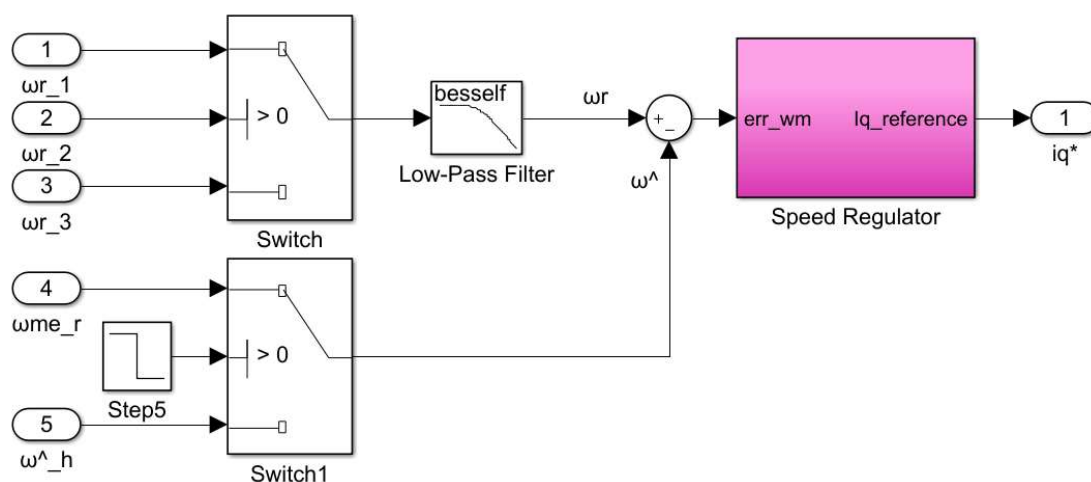 1
ωr_1
2
ωr_2
3
ωr_3
> 0
Switch
besself
Low-Pass Filter
ωr
+
_
ω^
err_wm
Iq_reference
Speed Regulator
1
iq*
4
ωme_r
Step5
5
ω^_h
> 0
Switch1